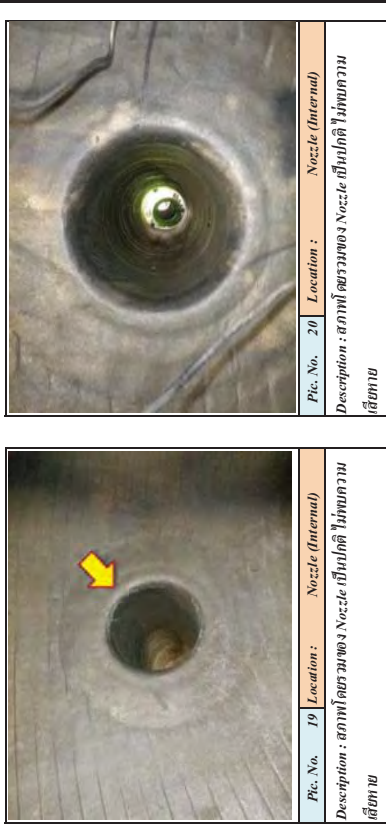 Pic. No. 19 Location : Nozzle (Internal)
Description : สภาพโดยรวมของ Nozzle เป็นปกติ ไม่พบความ
เสียหาย
Pic. No. 20 Location : Nozzle (Internal)
Description : สภาพโดยรวมของ Nozzle เป็นปกติ ไม่พบความ
เสียหาย